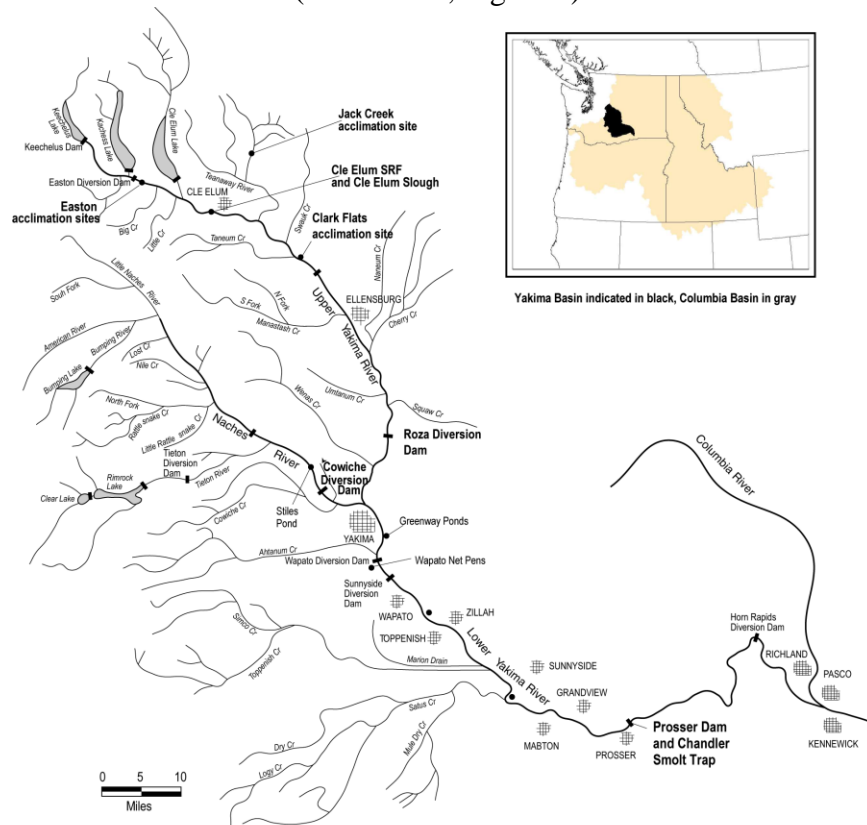 Jack Creek
acclimation site
Keechelus
Lake
Kachess Lake
Cle Elum Lake
Keechelus Dam
Teanaway River
Cle Elum SRF
and Cle Elum Slough
Easton Diversion Dam
CLE ELUM
Easton
acclimation sites
Swauk Cr
Clark Flats
acclimation site
Big Cr
Little Cr
Taneum Cr
Naneum Cr
Little Naches
River
South Fork
N Fork
S Fork
ELLENSBURG
Upper Yakima River
Manastash Cr
Cherry Cr
American River
Bumping River
Lost Cr
Nile Cr
Bumping Lake
Umtanum Cr
Wenas Cr
Squaw Cr
North Fork
Rattle snake Cr
Little Rattle snake Cr
Naches
River
Roza Diversion
Dam
Tieton
Diversion
Dam
Cowiche
Diversion
Dam
Rimrock
Lake
Clear Lake
Tieton River
Stiles
Pond
Cowiche Cr
YAKIMA
Greenway Ponds
Ahtanum Cr
Wapato Diversion Dam
Wapato Net Pens
Sunnyside
Diversion
Dam
WAPATO
ZILLAH
TOPPENISH
Simco Cr
Toppenish Cr
Marion Drain
Lower Yakima River
SUNNYSIDE
GRANDVIEW
Satus Cr
Mule Dry Cr
Dry Cr
Logy Cr
MABTON
PROSSER
Prosser Dam
and Chandler
Smolt Trap
Columbia River
Horn Rapids
Diversion Dam
RICHLAND
PASCO
KENNEWICK
Yakima Basin indicated in black, Columbia Basin in gray
0 5 10
Miles